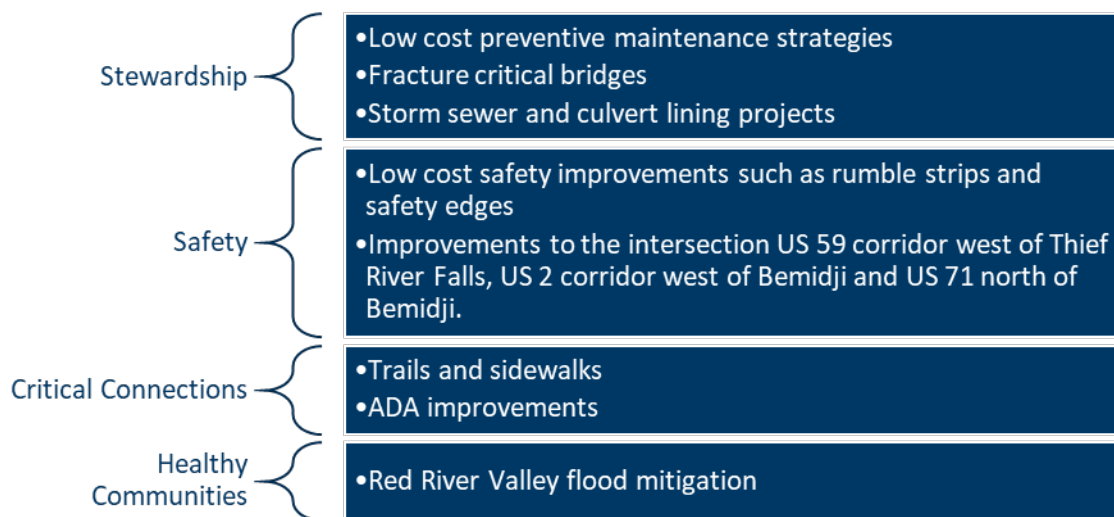 Stewardship
•Low cost preventive maintenance strategies
•Fracture critical bridges
•Storm sewer and culvert lining projects
Safety
•Low cost safety improvements such as rumble strips and
safety edges
•Improvements to the intersection US 59 corridor west of Thief
River Falls, US 2 corridor west of Bemidji and US 71 north of
Bemidji.
Critical Connections
•Trails and sidewalks
•ADA improvements
Healthy
Communities
•Red River Valley flood mitigation